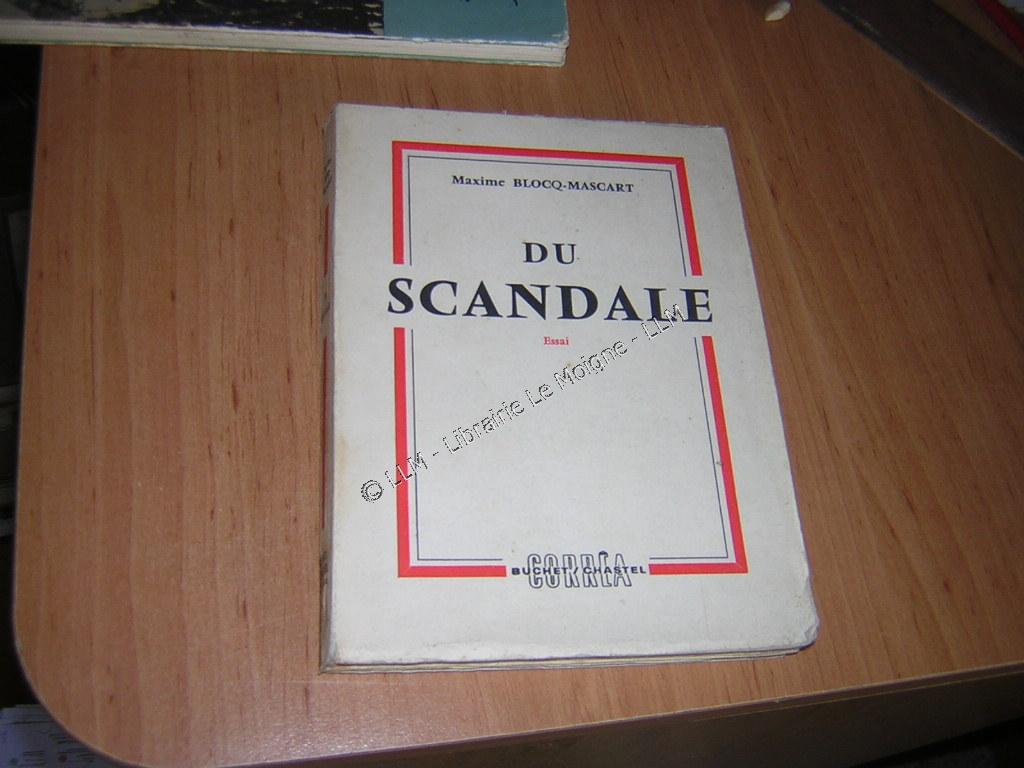 Maxime BLOCQ-MASCART
DU
SCANDALE
Essai
© LLM - Librairie Le Moigne - LLM
CORRÊA
BUCHET / CHASTEL